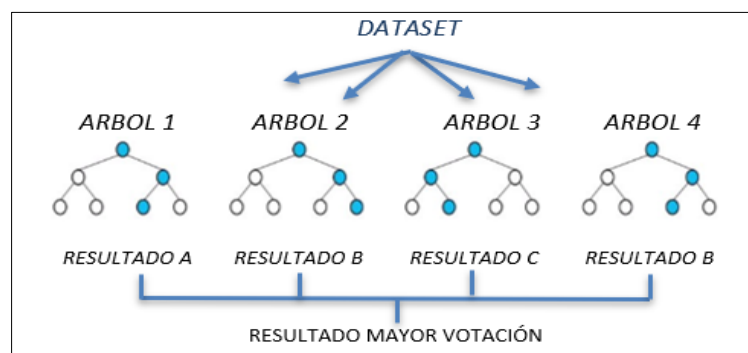 DATASET
ARBOL 1 ARBOL 2 ARBOL 3 ARBOL 4
RESULTADO A RESULTADO B RESULTADO C RESULTADO B
RESULTADO MAYOR VOTACIÓN